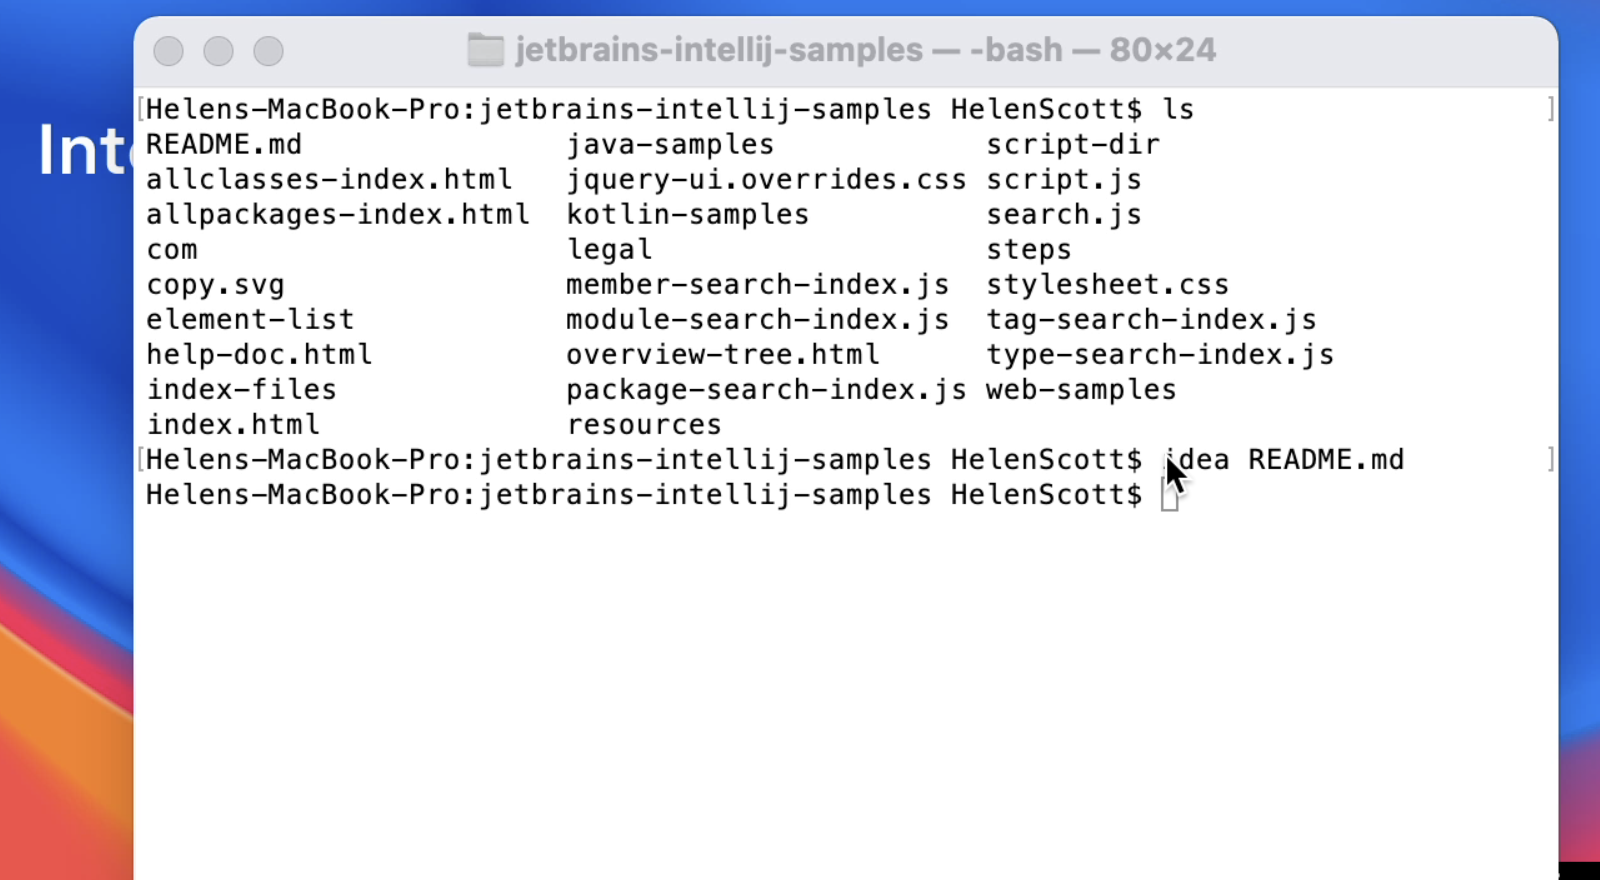 jetbrains-intellij-samples — -bash — 80×24
[Helens-MacBook-Pro:jetbrains-intellij-samples HelenScott$ ls ]
README.md java-samples script-dir
allclasses-index.html jquery-ui.overrides.css script.js
allpackages-index.html kotlin-samples search.js
com legal steps
copy.svg member-search-index.js stylesheet.css
element-list module-search-index.js tag-search-index.js
help-doc.html overview-tree.html type-search-index.js
index-files package-search-index.js web-samples
index.html resources
[Helens-MacBook-Pro:jetbrains-intellij-samples HelenScott$ idea README.md ]
Helens-MacBook-Pro:jetbrains-intellij-samples HelenScott$